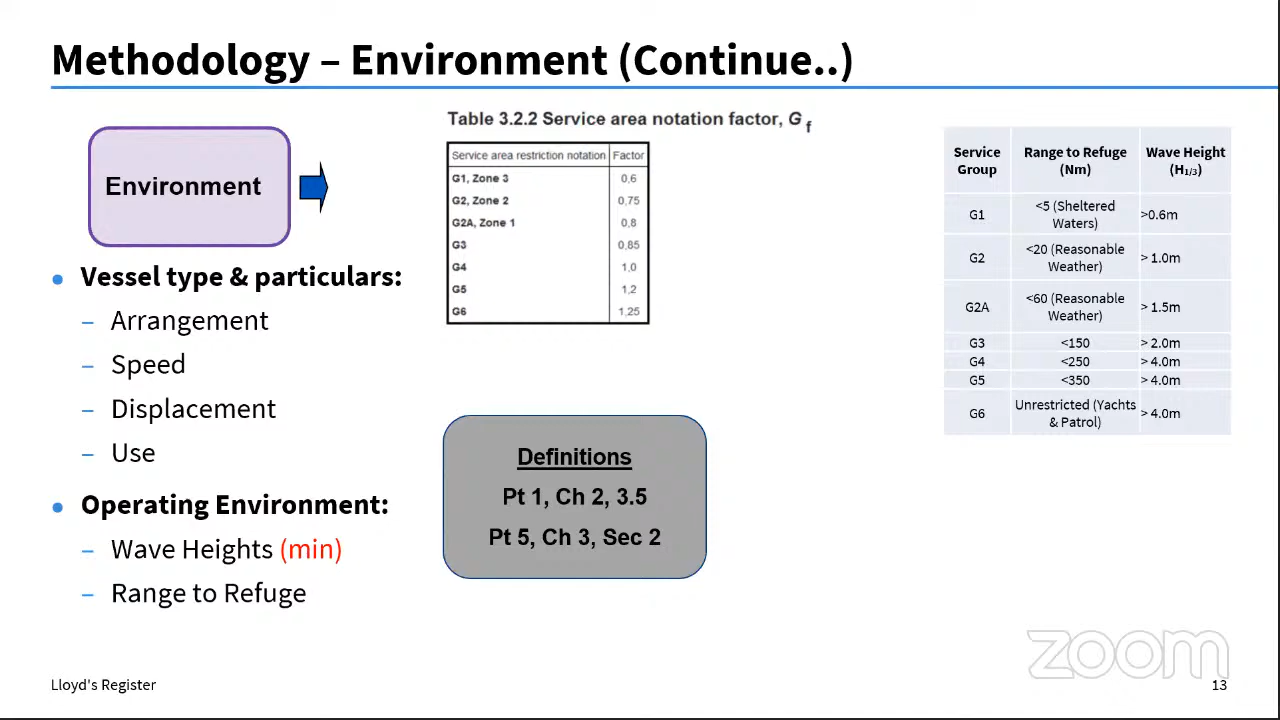 Methodology – Environment (Continue..)
Environment
• Vessel type & particulars:
– Arrangement
– Speed
– Displacement
– Use
• Operating Environment:
– Wave Heights (min)
– Range to Refuge
Table 3.2.2 Service area notation factor, G f
Service area restriction notation Factor
G1, Zone 3 0,6
G2, Zone 2 0,75
G2A, Zone 1 0,8
G3 0,85
G4 1,0
G5 1,2
G6 1,25
Definitions
Pt 1, Ch 2, 3.5
Pt 5, Ch 3, Sec 2
Service Group Range to Refuge (Nm) Wave Height (H1/3)
G1 <5 (Sheltered Waters) >0.6m
G2 <20 (Reasonable Weather) > 1.0m
G2A <60 (Reasonable Weather) > 1.5m
G3 <150 > 2.0m
G4 <250 > 4.0m
G5 <350 > 4.0m
G6 Unrestricted (Yachts & Patrol) > 4.0m
zoom
Lloyd's Register
13